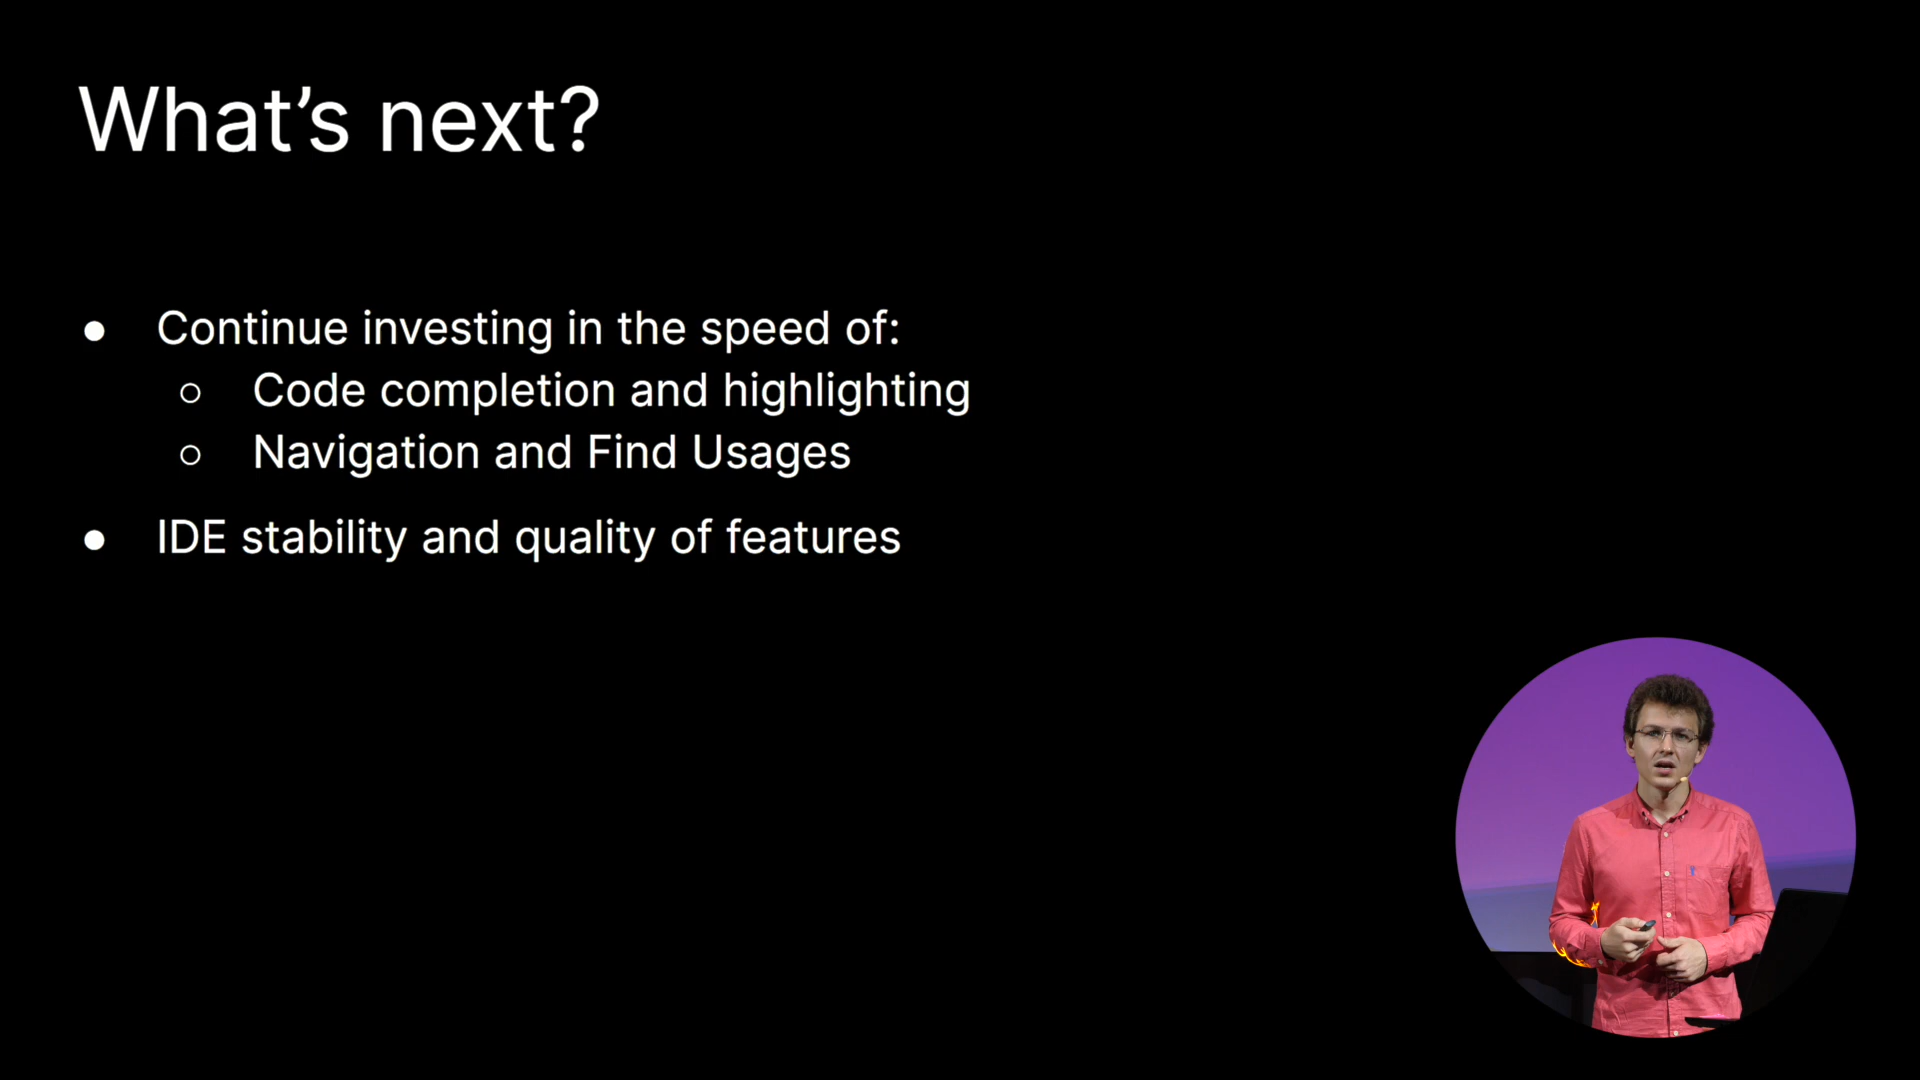 What’s next?
● Continue investing in the speed of:
○ Code completion and highlighting
○ Navigation and Find Usages
● IDE stability and quality of features